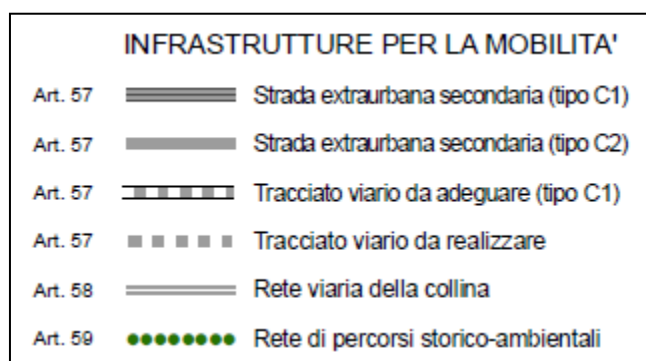 INFRASTRUTTURE PER LA MOBILITA'
Art. 57 Strada extraurbana secondaria (tipo C1)
Art. 57 Strada extraurbana secondaria (tipo C2)
Art. 57 Tracciato viario da adeguare (tipo C1)
Art. 57 Tracciato viario da realizzare
Art. 58 Rete viaria della collina
Art. 59 Rete di percorsi storico-ambientali